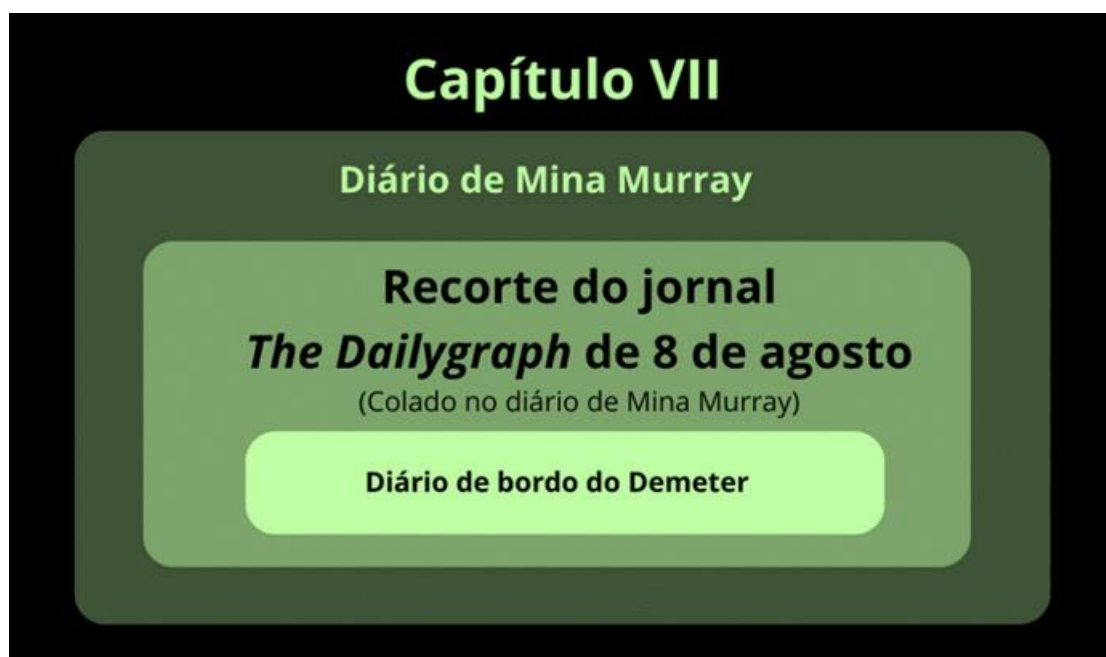 Capítulo VII
Diário de Mina Murray
Recorte do jornal
The Dailygraph de 8 de agosto
(Colado no diário de Mina Murray)
Diário de bordo do Demeter